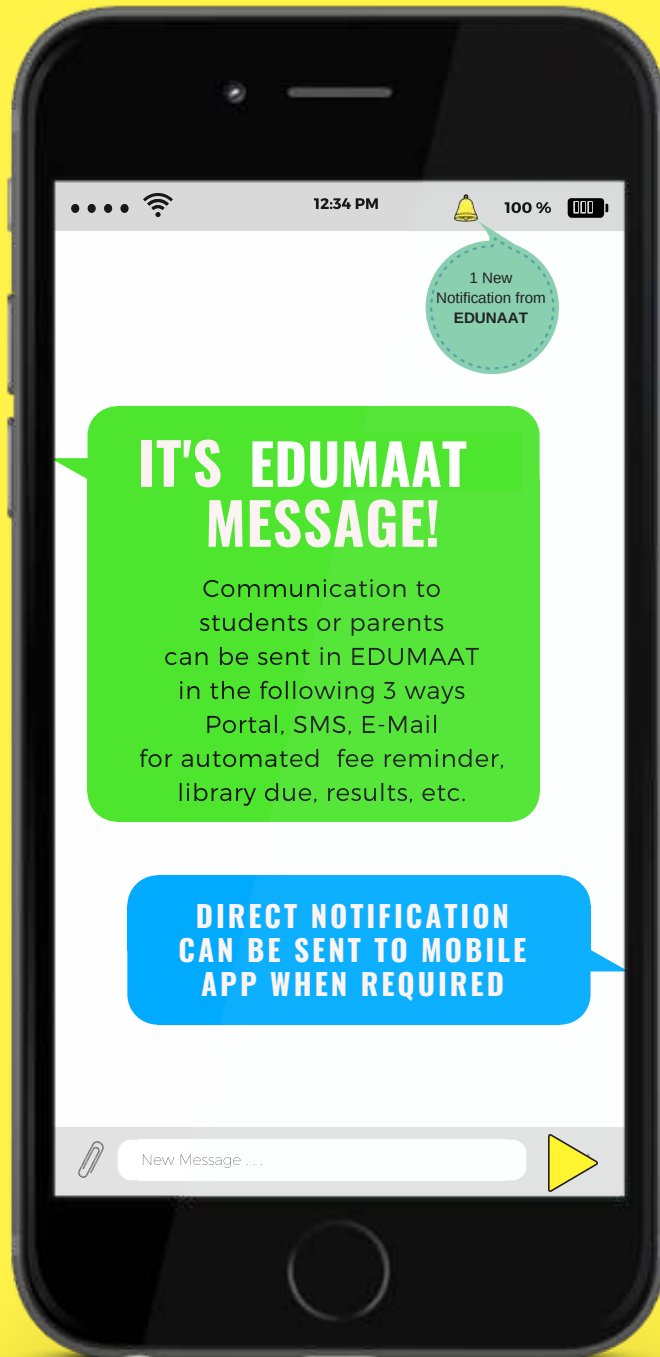 12:34 PM
100 %
1 New
Notification from
EDUNAAT
IT'S EDUMAAT
MESSAGE!
Communication to
students or parents
can be sent in EDUMAAT
in the following 3 ways
Portal, SMS, E-Mail
for automated fee reminder,
library due, results, etc.
DIRECT NOTIFICATION
CAN BE SENT TO MOBILE
APP WHEN REQUIRED
New Message . . .